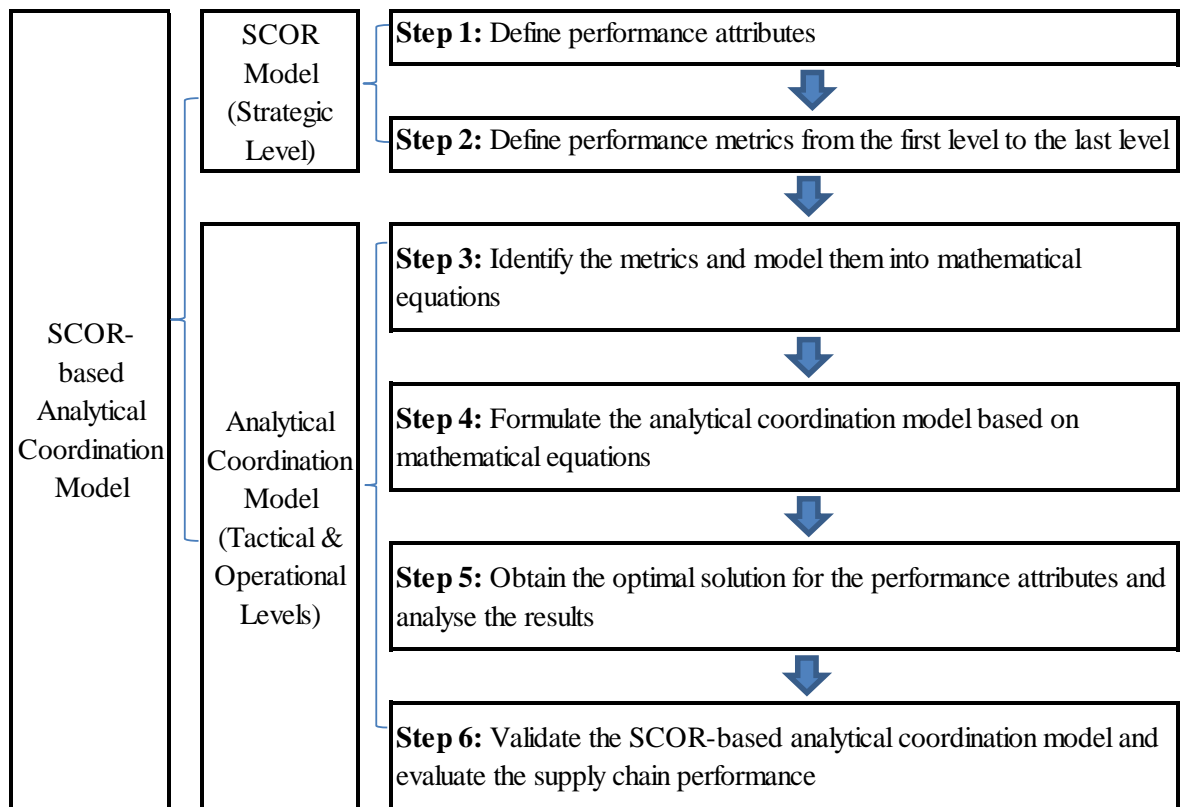 SCOR-
based
Analytical
Coordination
Model
SCOR
Model
(Strategic
Level)
Step 1: Define performance attributes
Step 2: Define performance metrics from the first level to the last level
Analytical
Coordination
Model
(Tactical &
Operational
Levels)
Step 3: Identify the metrics and model them into mathematical
equations
Step 4: Formulate the analytical coordination model based on
mathematical equations
Step 5: Obtain the optimal solution for the performance attributes and
analyse the results
Step 6: Validate the SCOR-based analytical coordination model and
evaluate the supply chain performance